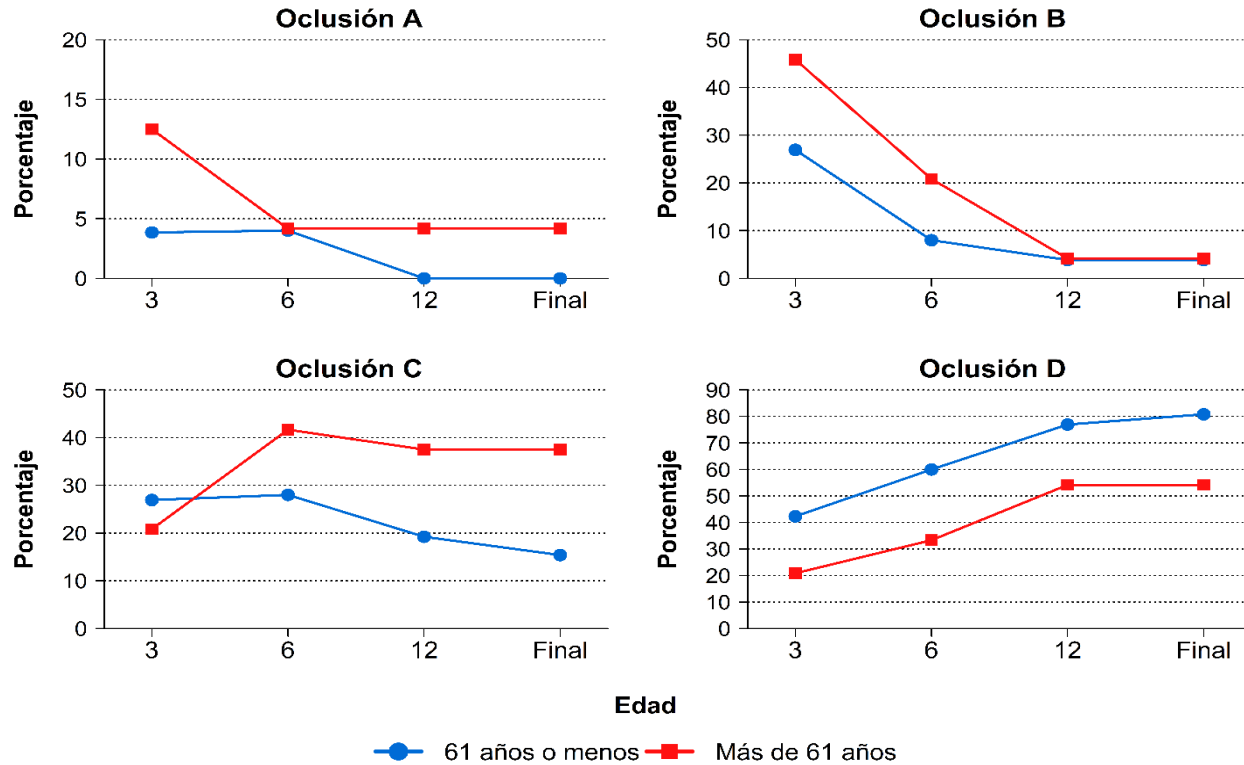 Oclusión A
Porcentaje
20
15
10
5
0
3 6 12 Final
Oclusión B
Porcentaje
50
40
30
20
10
0
3 6 12 Final
Oclusión C
Porcentaje
50
40
30
20
10
0
3 6 12 Final
Oclusión D
Porcentaje
90
80
70
60
50
40
30
20
10
0
3 6 12 Final
Edad
61 años o menos Más de 61 años